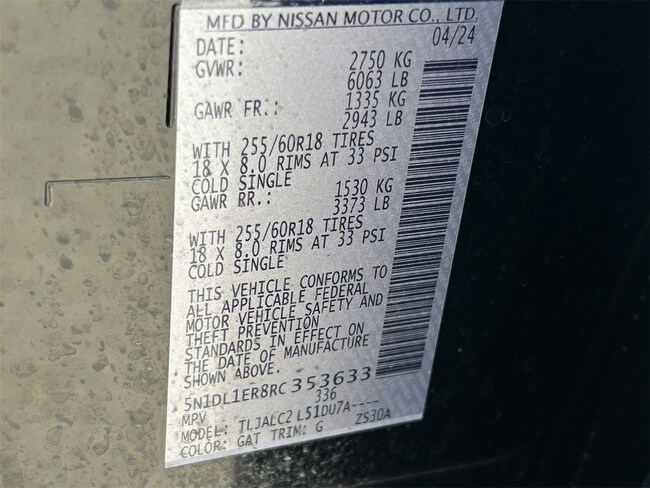 MFD BY NISSAN MOTOR CO., LTD.
DATE: 04/24
GVWR: 2750 KG
6063 LB
GAWR FR.: 1335 KG
2943 LB
WITH 255/60R18 TIRES
18 X 8.0 RIMS AT 33 PSI
COLD SINGLE
GAWR RR.: 1530 KG
3373 LB
WITH 255/60R18 TIRES
18 X 8.0 RIMS AT 33 PSI
COLD SINGLE
THIS VEHICLE CONFORMS TO
ALL APPLICABLE FEDERAL
MOTOR VEHICLE SAFETY AND
THEFT PREVENTION
STANDARDS IN EFFECT ON
THE DATE OF MANUFACTURE
SHOWN ABOVE.
5N1DL1ER8RC353633
MPV 336
MODEL: TLJALC2 L51DU7A----
COLOR: GAT TRIM: G ZS30A